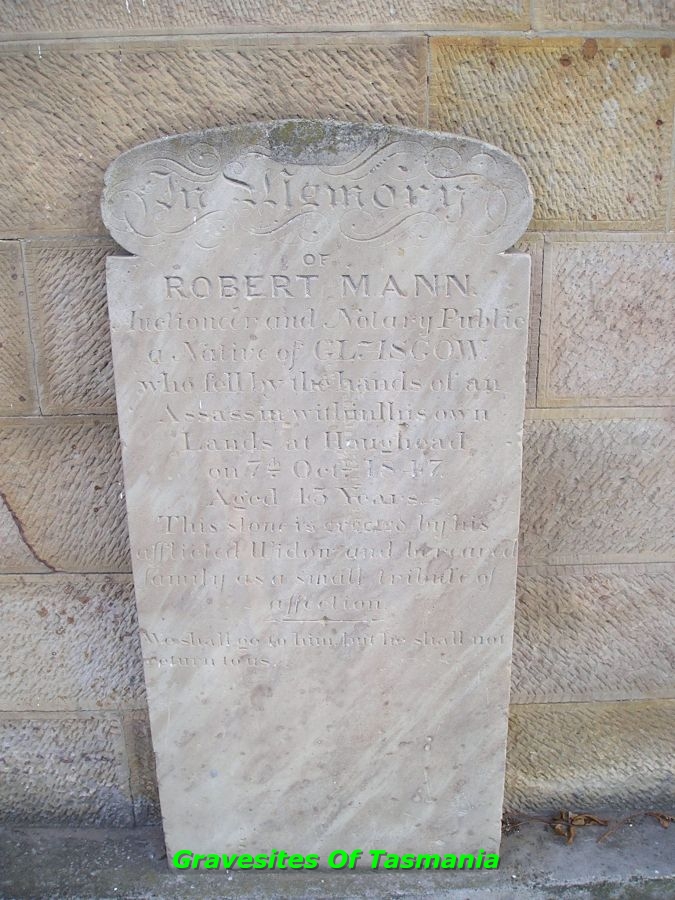 In Memory
OF
ROBERT MANN
Auctioneer and Notary Public
a Native of GLASGOW
who fell by the hands of an
Assassin within his own
Lands at Houghead
on 7th Octr. 1847
Aged 43 Years.
This stone is erected by his
afflicted Widow and bereaved
family as a small tribute of
affection
We shall go to him, but he shall not
return to us.
Gravesites Of Tasmania